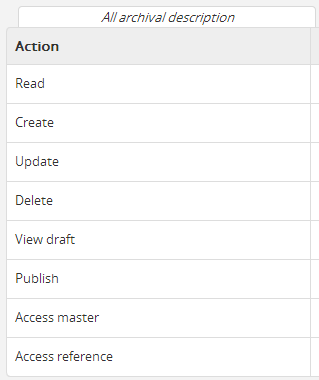 All archival description
Action
Read
Create
Update
Delete
View draft
Publish
Access master
Access reference